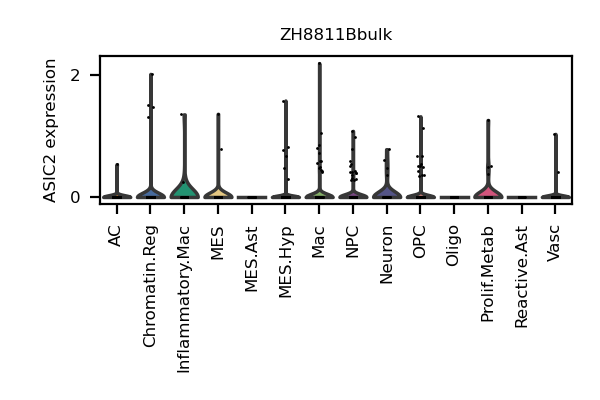 ZH8811Bbulk
ASIC2 expression
2
0
AC
Chromatin.Reg
Inflammatory.Mac
MES
MES.Ast
MES.Hyp
Mac
NPC
Neuron
OPC
Oligo
Prolif.Metab
Reactive.Ast
Vasc